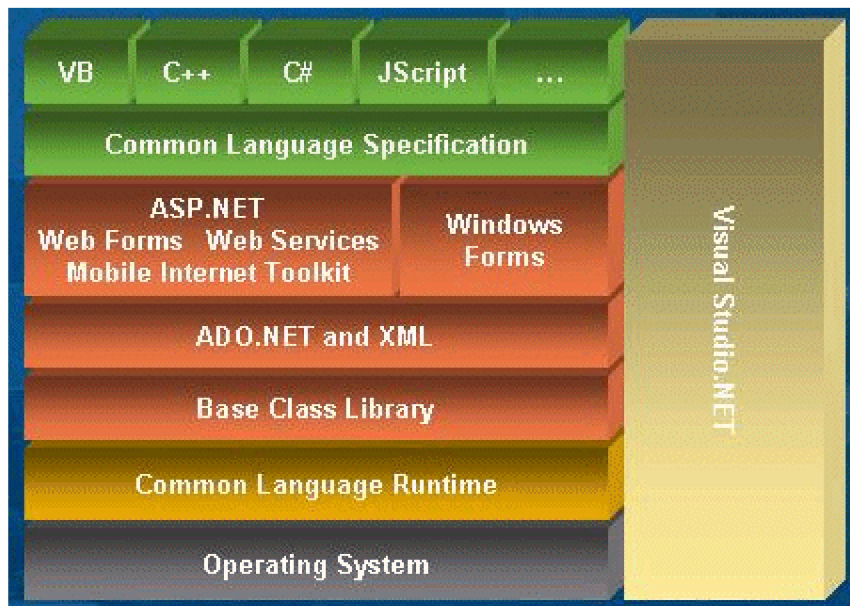 VB
C++
C#
JScript
...
Common Language Specification
ASP.NET
Web Forms Web Services
Mobile Internet Toolkit
Windows
Forms
ADO.NET and XML
Base Class Library
Common Language Runtime
Operating System
Visual Studio.NET